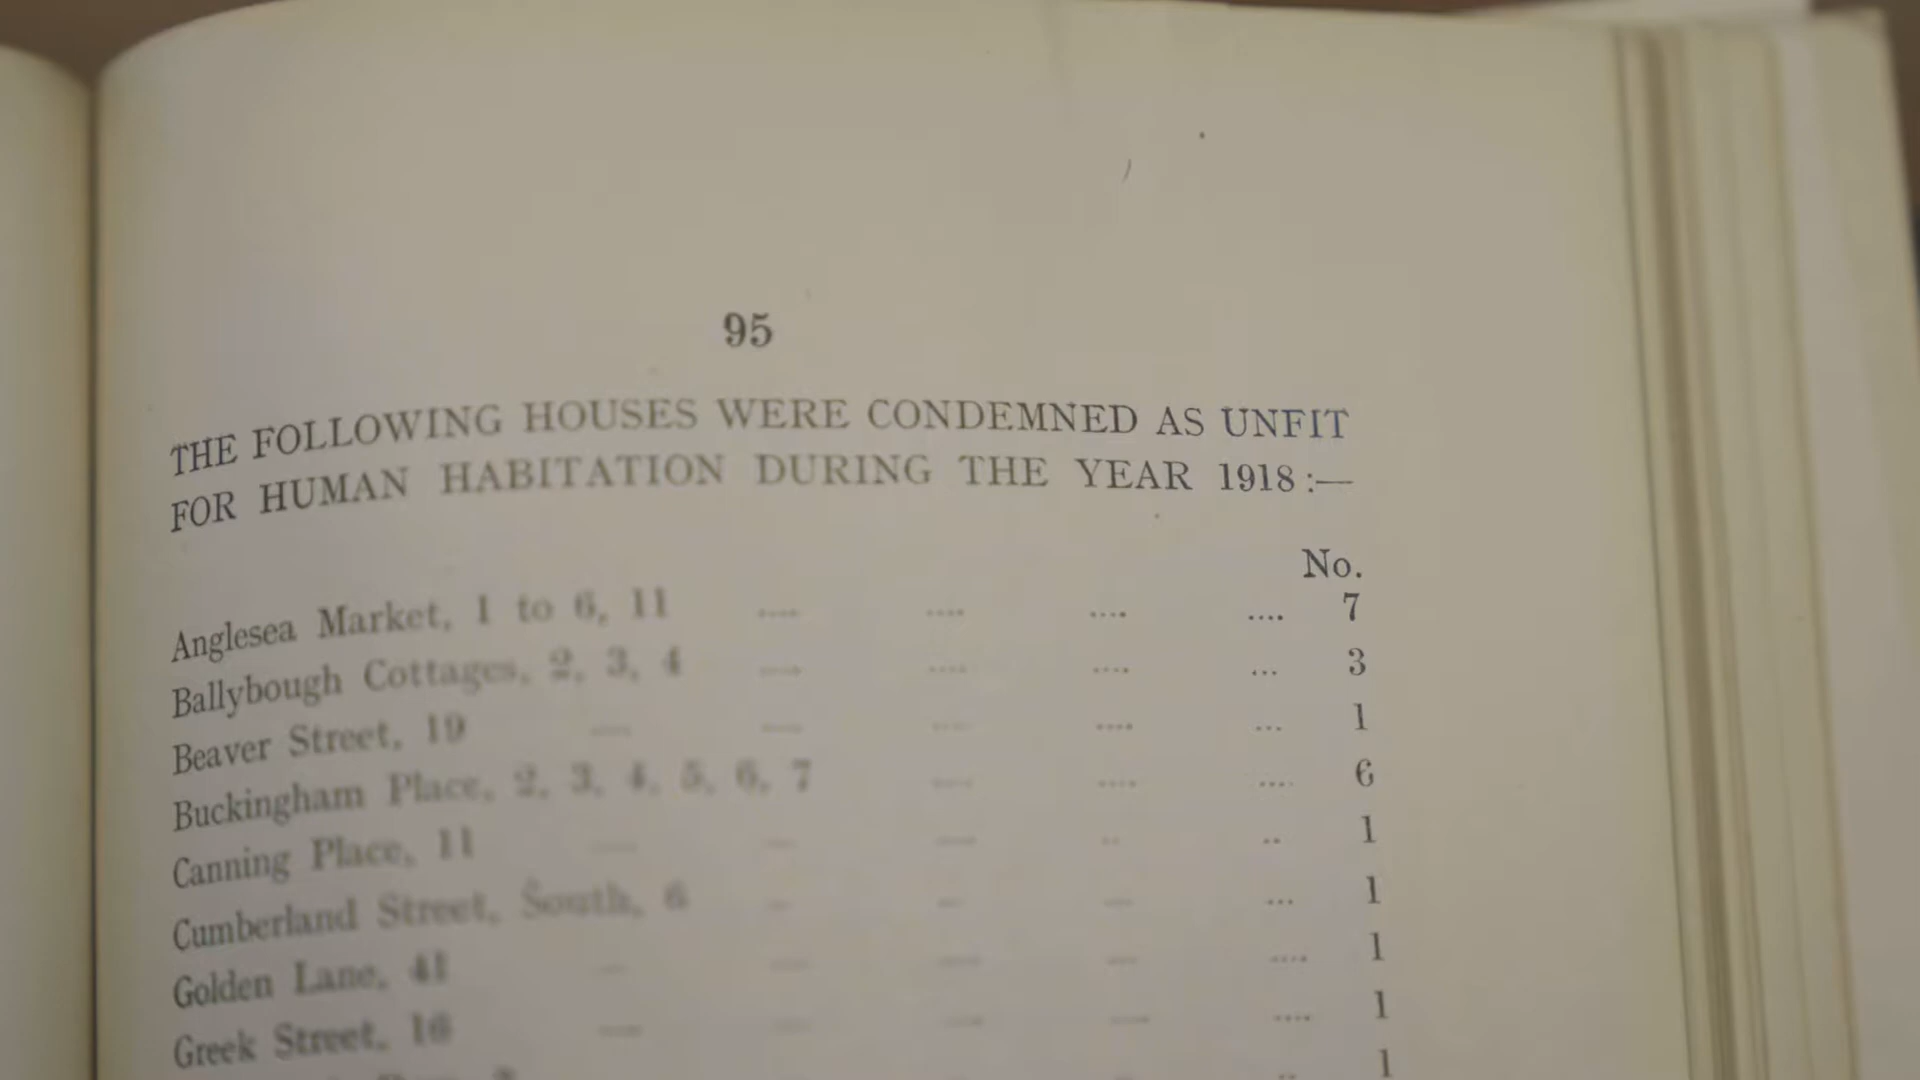 95
THE FOLLOWING HOUSES WERE CONDEMNED AS UNFIT
FOR HUMAN HABITATION DURING THE YEAR 1918 :—
No.
Anglesea Market, 1 to 6, 11 .... .... .... .... 7
Ballybough Cottages, 2, 3, 4 .... .... .... ... 3
Beaver Street, 19 .... .... .... .... ... 1
Buckingham Place, 2, 3, 4, 5, 6, 7 .... .... .... 6
Canning Place, 11 .... .... .... .. .. 1
Cumberland Street, South, 6 .... .... .... ... 1
Golden Lane, 41 .... .... .... .... .... 1
Greek Street, 16 .... .... .... .... .... 1
1